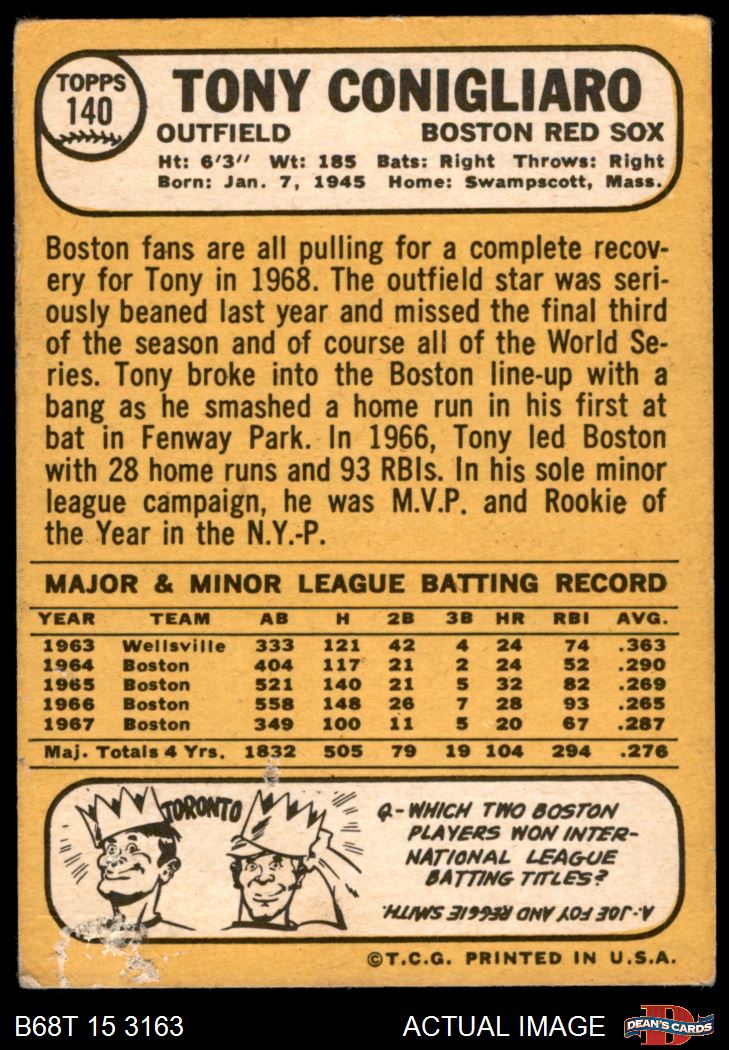 TOPPS
140
TONY CONIGLIARO
OUTFIELD BOSTON RED SOX
Ht: 6'3" Wt: 185 Bats: Right Throws: Right
Born: Jan. 7, 1945 Home: Swampscott, Mass.
Boston fans are all pulling for a complete recov-
ery for Tony in 1968. The outfield star was seri-
ously beaned last year and missed the final third
of the season and of course all of the World Se-
ries. Tony broke into the Boston line-up with a
bang as he smashed a home run in his first at
bat in Fenway Park. In 1966, Tony led Boston
with 28 home runs and 93 RBIs. In his sole minor
league campaign, he was M.V.P. and Rookie of
the Year in the N.Y.-P.
MAJOR & MINOR LEAGUE BATTING RECORD
YEAR TEAM AB H 2B 3B HR RBI AVG.
1963 Wellsville 333 121 42 4 24 74 .363
1964 Boston 404 117 21 2 24 52 .290
1965 Boston 521 140 21 5 32 82 .269
1966 Boston 558 148 26 7 28 93 .265
1967 Boston 349 100 11 5 20 67 .287
Maj. Totals 4 Yrs. 1832 505 79 19 104 294 .276
TORONTO
Q-WHICH TWO BOSTON
PLAYERS WON INTER-
NATIONAL LEAGUE
BATTING TITLES?
A-JOE FOY AND REGGIE SMITH.
©T.C.G. PRINTED IN U.S.A.
B68T 15 3163 ACTUAL IMAGE
DEAN'S CARDS